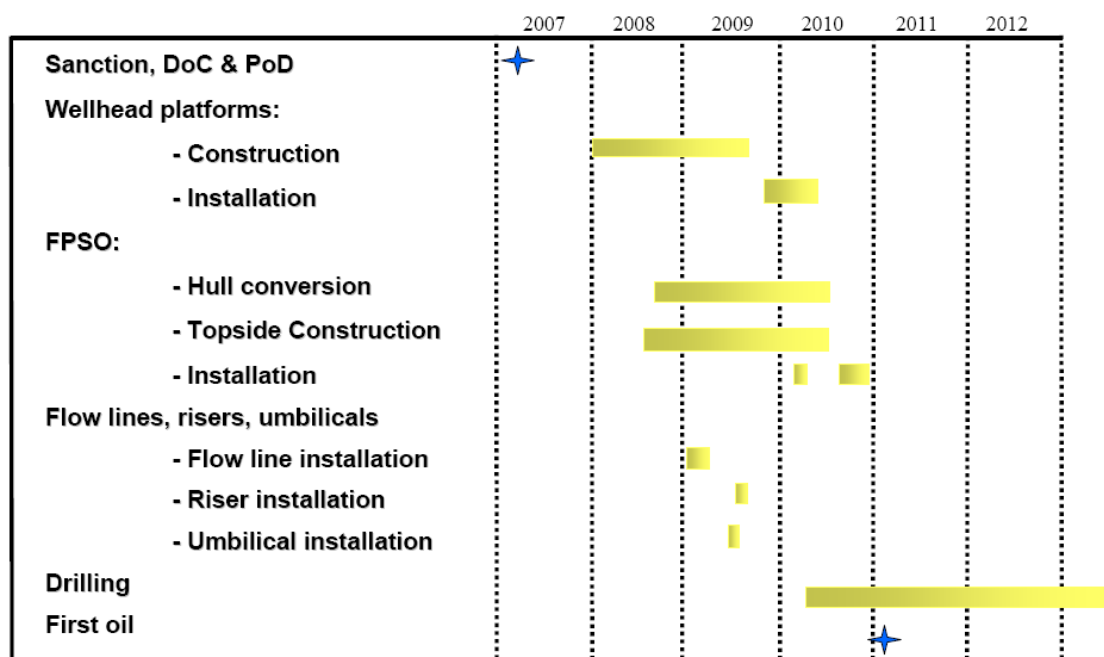 2007 2008 2009 2010 2011 2012
Sanction, DoC & PoD
Wellhead platforms:
- Construction
- Installation
FPSO:
- Hull conversion
- Topside Construction
- Installation
Flow lines, risers, umbilicals
- Flow line installation
- Riser installation
- Umbilical installation
Drilling
First oil